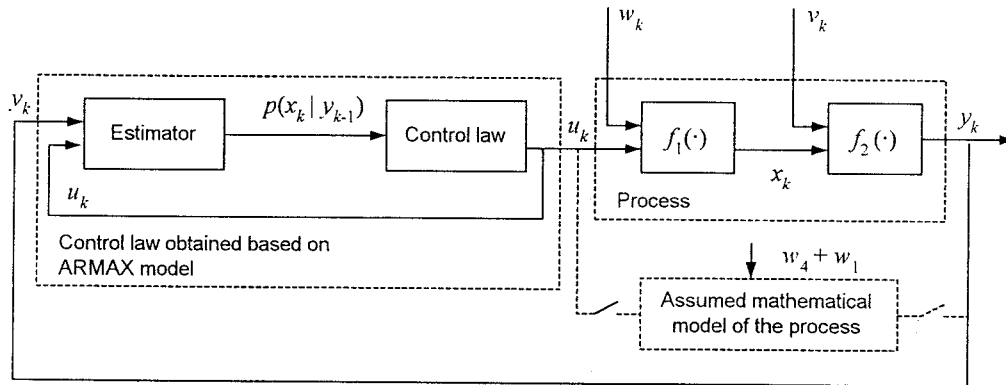 w_k
v_k
y_k
Estimator
p(x_k | y_{k-1})
Control law
u_k
f_1(·)
x_k
f_2(·)
y_k
u_k
Process
Control law obtained based on
ARMAX model
w_4 + w_1
Assumed mathematical
model of the process